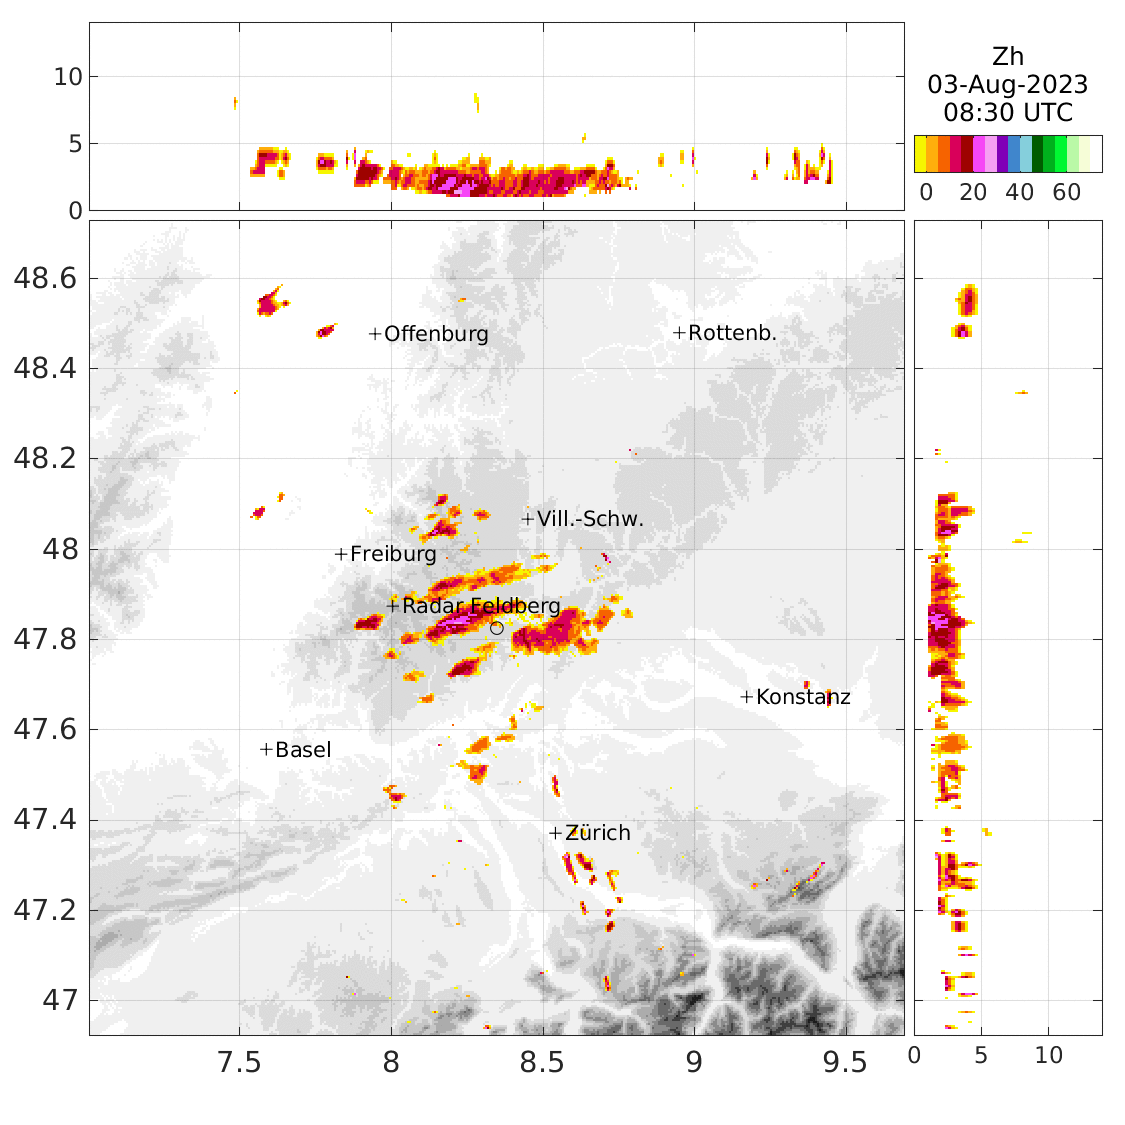 10
5
0
Zh
03-Aug-2023
08:30 UTC
0 20 40 60
48.6
48.4
48.2
48
47.8
47.6
47.4
47.2
47
+Offenburg
+Rottenb.
+Vill.-Schw.
+Freiburg
+Radar Feldberg
+Konstanz
+Basel
+Zürich
7.5 8 8.5 9 9.5
0 5 10